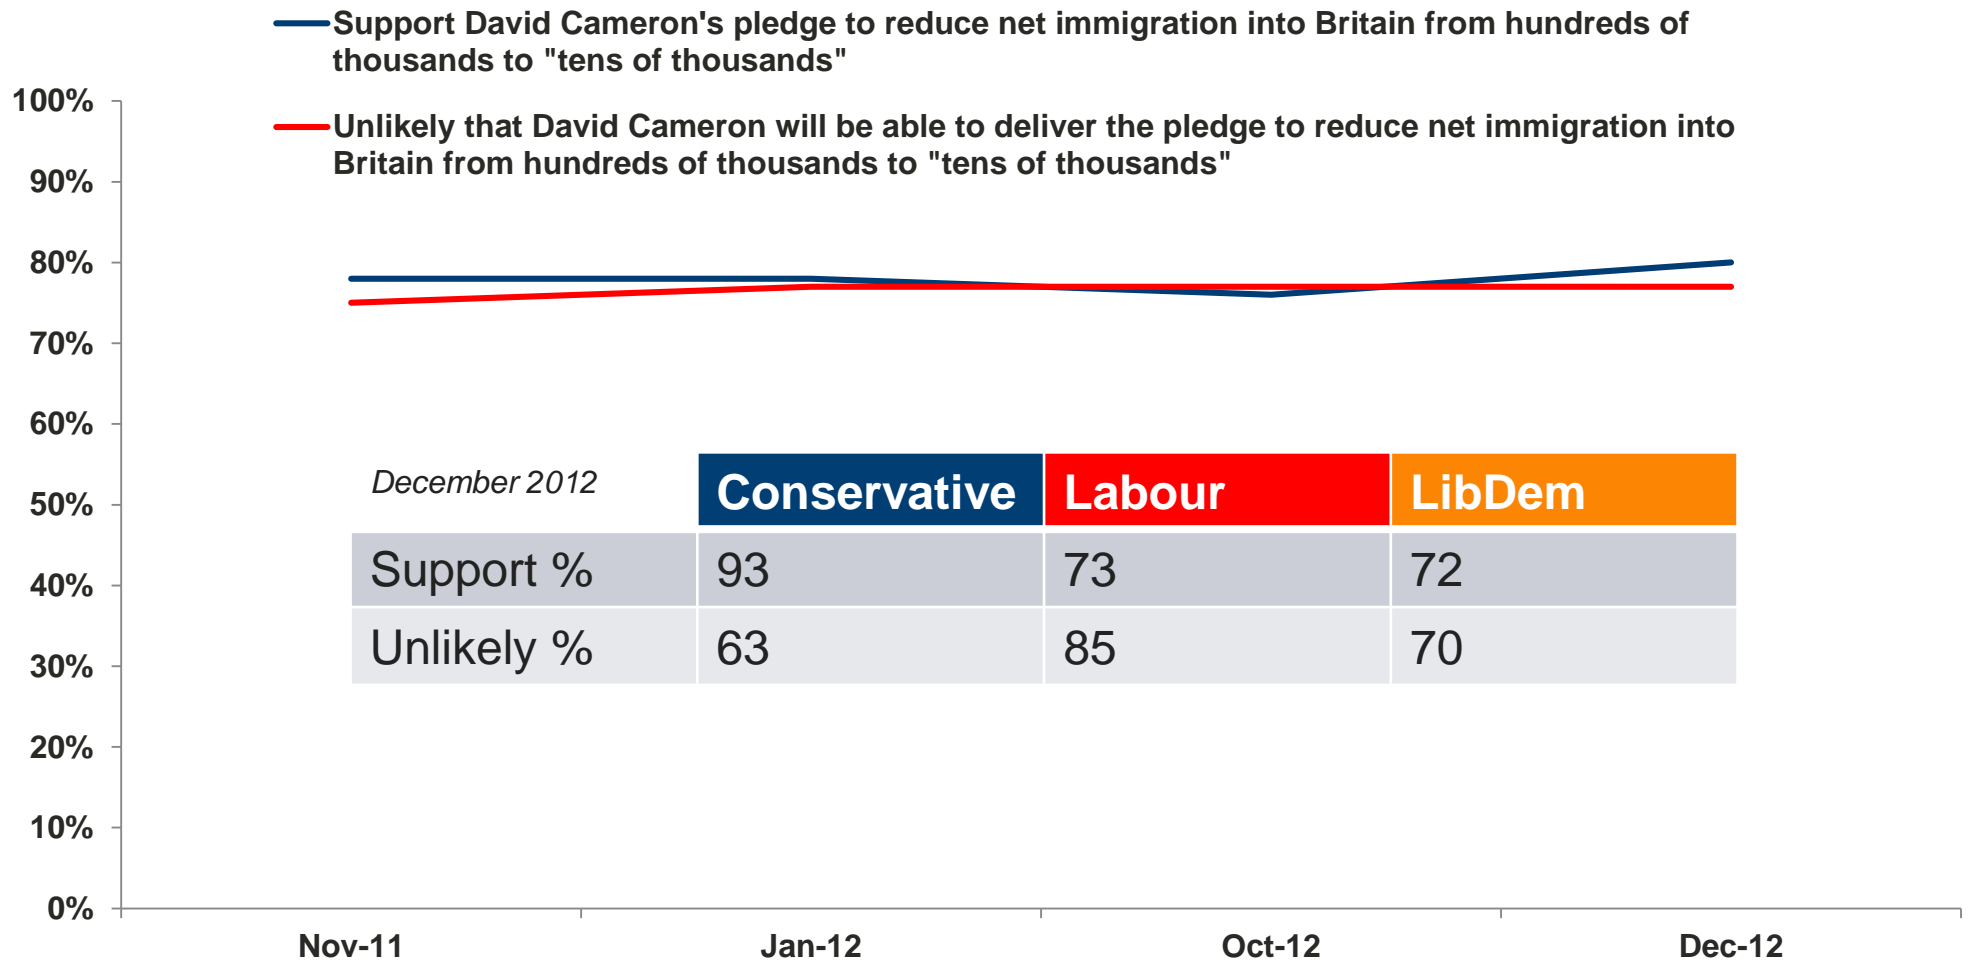 Support David Cameron's pledge to reduce net immigration into Britain from hundreds of
thousands to "tens of thousands"
Unlikely that David Cameron will be able to deliver the pledge to reduce net immigration into
Britain from hundreds of thousands to "tens of thousands"
100%
90%
80%
70%
60%
50%
40%
30%
20%
10%
0%
December 2012 Conservative Labour LibDem
Support % 93 73 72
Unlikely % 63 85 70
Nov-11 Jan-12 Oct-12 Dec-12